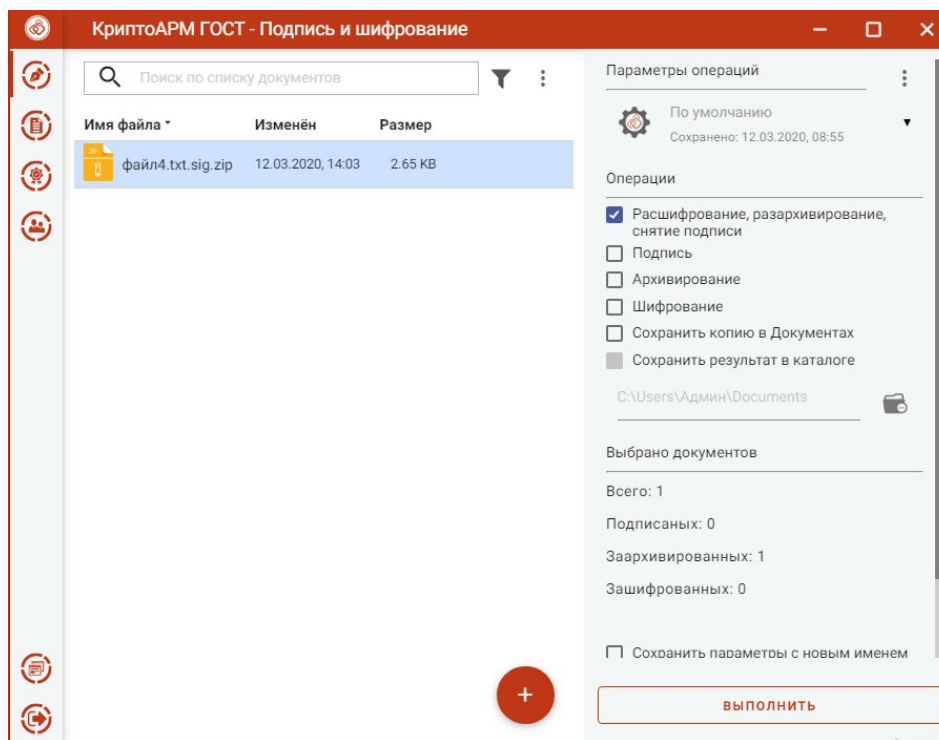 КриптоАРМ ГОСТ - Подпись и шифрование
Поиск по списку документов
Имя файла Изменён Размер
ZIP
файл4.txt.sig.zip 12.03.2020, 14:03 2.65 KB
Параметры операций
По умолчанию
Сохранено: 12.03.2020, 08:55
Операции
Расшифрование, разархивирование,
снятие подписи
Подпись
Архивирование
Шифрование
Сохранить копию в Документах
Сохранить результат в каталоге
C:\Users\Админ\Documents
Выбрано документов
Всего: 1
Подписаных: 0
Заархивированных: 1
Зашифрованных: 0
Сохранить параметры с новым именем
ВЫПОЛНИТЬ